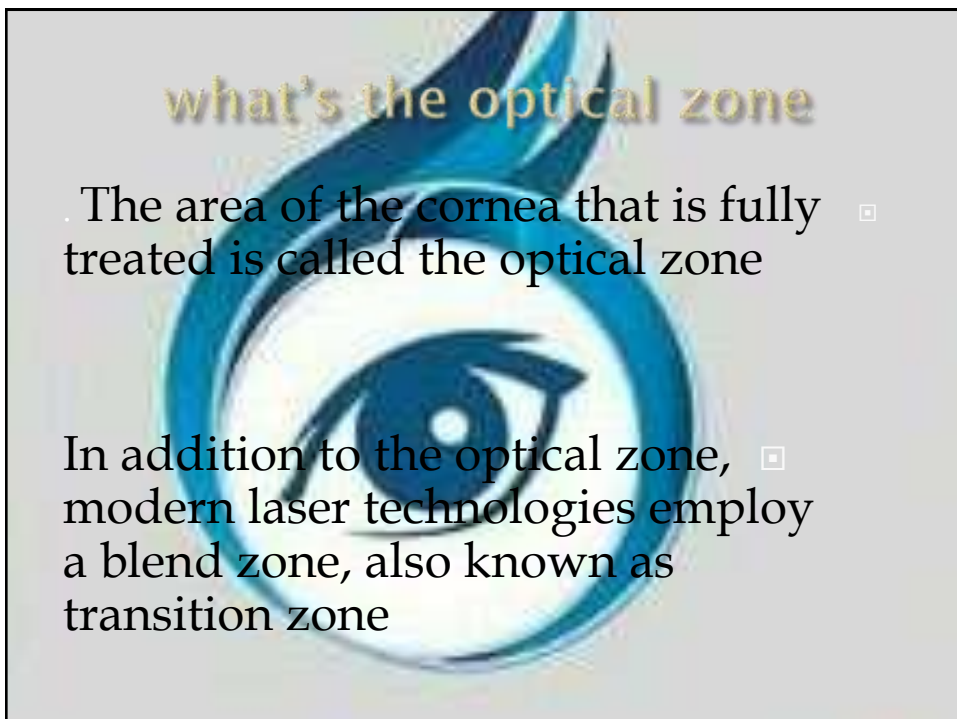 what's the optical zone
. The area of the cornea that is fully
treated is called the optical zone
In addition to the optical zone,
modern laser technologies employ
a blend zone, also known as
transition zone